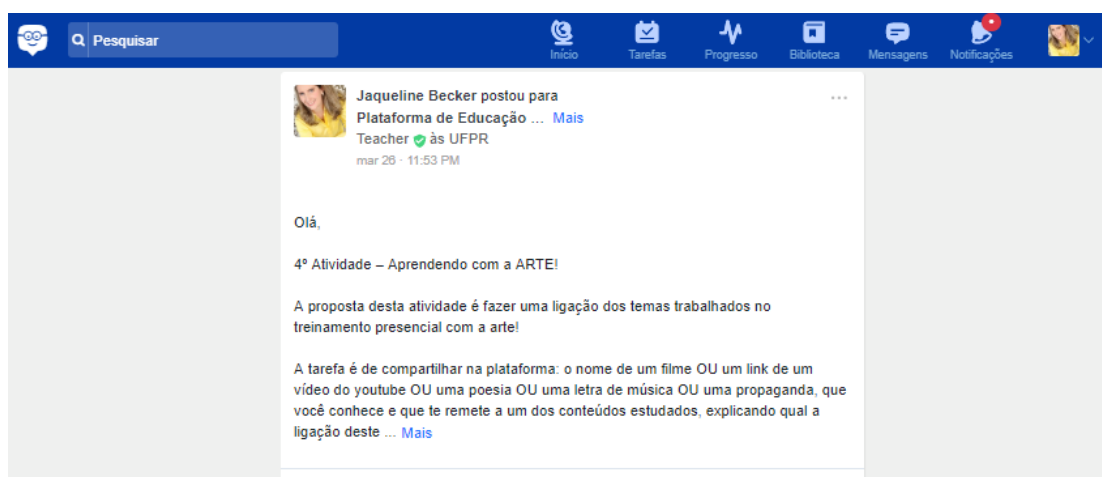 Pesquisar
Início
Tarefas
Progresso
Biblioteca
Mensagens
Notificações
Jaqueline Becker postou para
Plataforma de Educação ... Mais
Teacher às UFPR
mar 26 · 11:53 PM
Olá,
4º Atividade – Aprendendo com a ARTE!
A proposta desta atividade é fazer uma ligação dos temas trabalhados no
treinamento presencial com a arte!
A tarefa é de compartilhar na plataforma: o nome de um filme OU um link de um
vídeo do youtube OU uma poesia OU uma letra de música OU uma propaganda, que
você conhece e que te remete a um dos conteúdos estudados, explicando qual a
ligação deste ... Mais